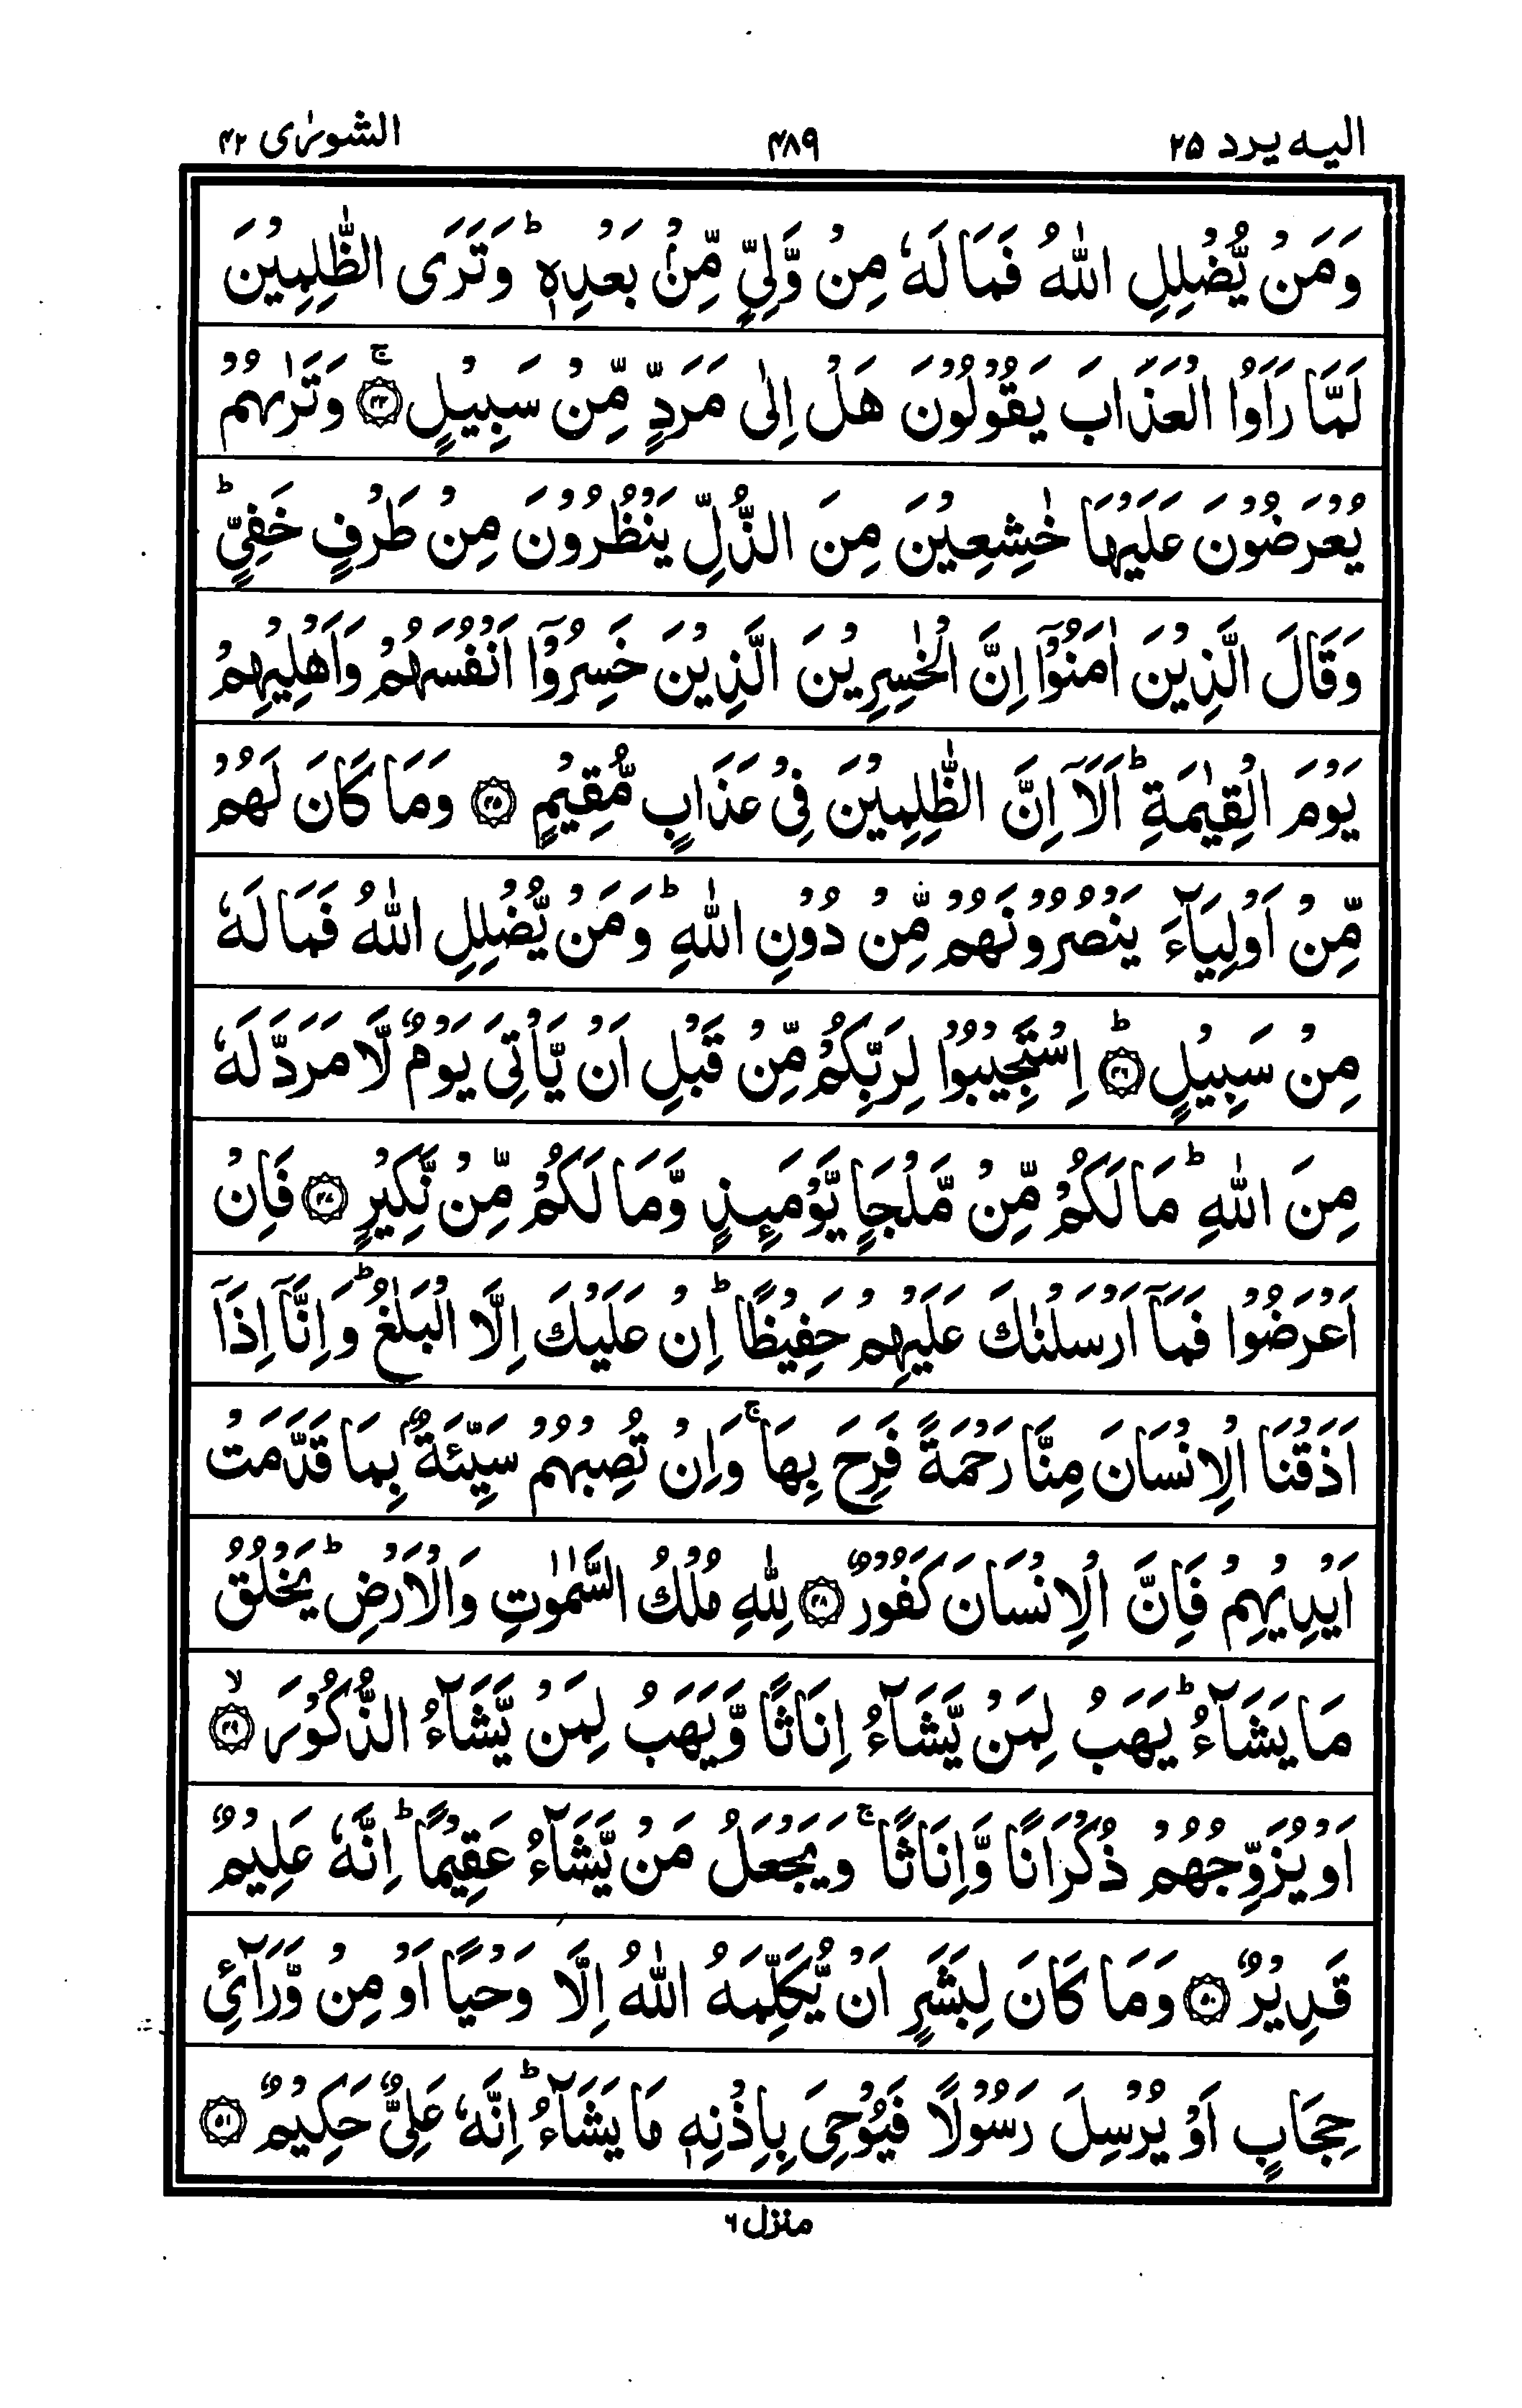 الیه یرد ۲۵
۴۸۹
الشورٰی ۴۲
وَمَنْ يُّضْلِلِ اللّٰهُ فَمَا لَهٗ مِنْ وَّلِيٍّ مِّنْۢ بَعْدِهٖ ؕ وَتَرَى الظّٰلِمِيْنَ
لَمَّا رَاَوُا الْعَذَابَ يَقُوْلُوْنَ هَلْ اِلٰى مَرَدٍّ مِّنْ سَبِيْلٍ ۚ‏﴿۴۴﴾ وَتَرٰىهُمْ
يُعْرَضُوْنَ عَلَيْهَا خٰشِعِيْنَ مِنَ الذُّلِّ يَنْظُرُوْنَ مِنْ طَرْفٍ خَفِيٍّ ؕ
وَقَالَ الَّذِيْنَ اٰمَنُوْۤا اِنَّ الْخٰسِرِيْنَ الَّذِيْنَ خَسِرُوْۤا اَنْفُسَهُمْ وَاَهْلِيْهِمْ
يَوْمَ الْقِيٰمَةِ ؕ اَلَاۤ اِنَّ الظّٰلِمِيْنَ فِيْ عَذَابٍ مُّقِيْمٍ ﴿۴۵﴾ وَمَا كَانَ لَهُمْ
مِّنْ اَوْلِيَآءَ يَنْصُرُوْنَهُمْ مِّنْ دُوْنِ اللّٰهِ ؕ وَمَنْ يُّضْلِلِ اللّٰهُ فَمَا لَهٗ
مِنْ سَبِيْلٍ ؕ﴿۴۶﴾ اِسْتَجِيْبُوْا لِرَبِّكُمْ مِّنْ قَبْلِ اَنْ يَّاْتِيَ يَوْمٌ لَّا مَرَدَّ لَهٗ
مِنَ اللّٰهِ ؕ مَا لَكُمْ مِّنْ مَّلْجَاٍ يَّوْمَىِٕذٍ وَّمَا لَكُمْ مِّنْ نَّكِيْرٍ ﴿۴۷﴾ فَاِنْ
اَعْرَضُوْا فَمَاۤ اَرْسَلْنٰكَ عَلَيْهِمْ حَفِيْظًا ؕ اِنْ عَلَيْكَ اِلَّا الْبَلٰغُ ؕ وَاِنَّاۤ اِذَاۤ
اَذَقْنَا الْاِنْسَانَ مِنَّا رَحْمَةً فَرِحَ بِهَا ۚ وَاِنْ تُصِبْهُمْ سَيِّئَةٌۢ بِمَا قَدَّمَتْ
اَيْدِيْهِمْ فَاِنَّ الْاِنْسَانَ كَفُوْرٌ ﴿۴۸﴾ لِلّٰهِ مُلْكُ السَّمٰوٰتِ وَالْاَرْضِ ؕ يَخْلُقُ
مَا يَشَآءُ ؕ يَهَبُ لِمَنْ يَّشَآءُ اِنَاثًا وَّيَهَبُ لِمَنْ يَّشَآءُ الذُّكُوْرَ ۙ﴿۴۹﴾
اَوْ يُزَوِّجُهُمْ ذُكْرَانًا وَّاِنَاثًا ۚ وَيَجْعَلُ مَنْ يَّشَآءُ عَقِيْمًا ؕ اِنَّهٗ عَلِيْمٌ
قَدِيْرٌ ﴿۵۰﴾ وَمَا كَانَ لِبَشَرٍ اَنْ يُّكَلِّمَهُ اللّٰهُ اِلَّا وَحْيًا اَوْ مِنْ وَّرَآئِ
حِجَابٍ اَوْ يُرْسِلَ رَسُوْلًا فَيُوْحِيَ بِاِذْنِهٖ مَا يَشَآءُ ؕ اِنَّهٗ عَلِيٌّ حَكِيْمٌ ﴿۵۱﴾
منزل ۶